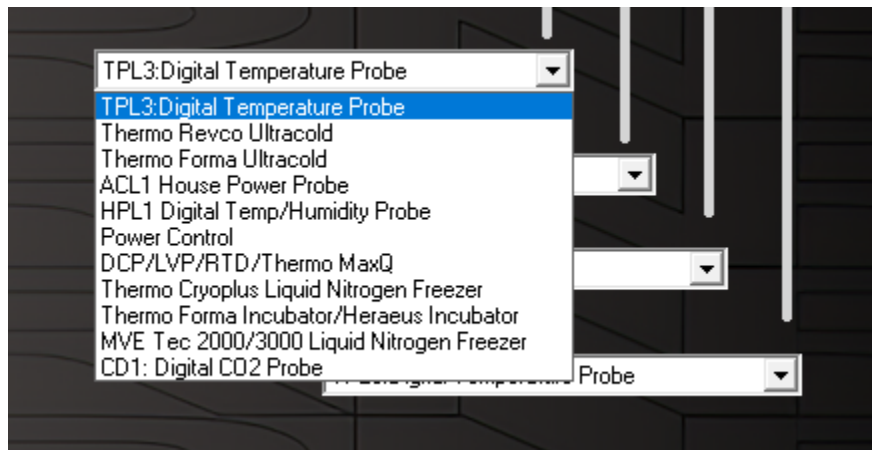 TPL3:Digital Temperature Probe
TPL3:Digital Temperature Probe
Thermo Revco Ultracold
Thermo Forma Ultracold
ACL1 House Power Probe
HPL1 Digital Temp/Humidity Probe
Power Control
DCP/LVP/RTD/Thermo MaxQ
Thermo Cryoplus Liquid Nitrogen Freezer
Thermo Forma Incubator/Heraeus Incubator
MVE Tec 2000/3000 Liquid Nitrogen Freezer
CD1: Digital CO2 Probe
Probe